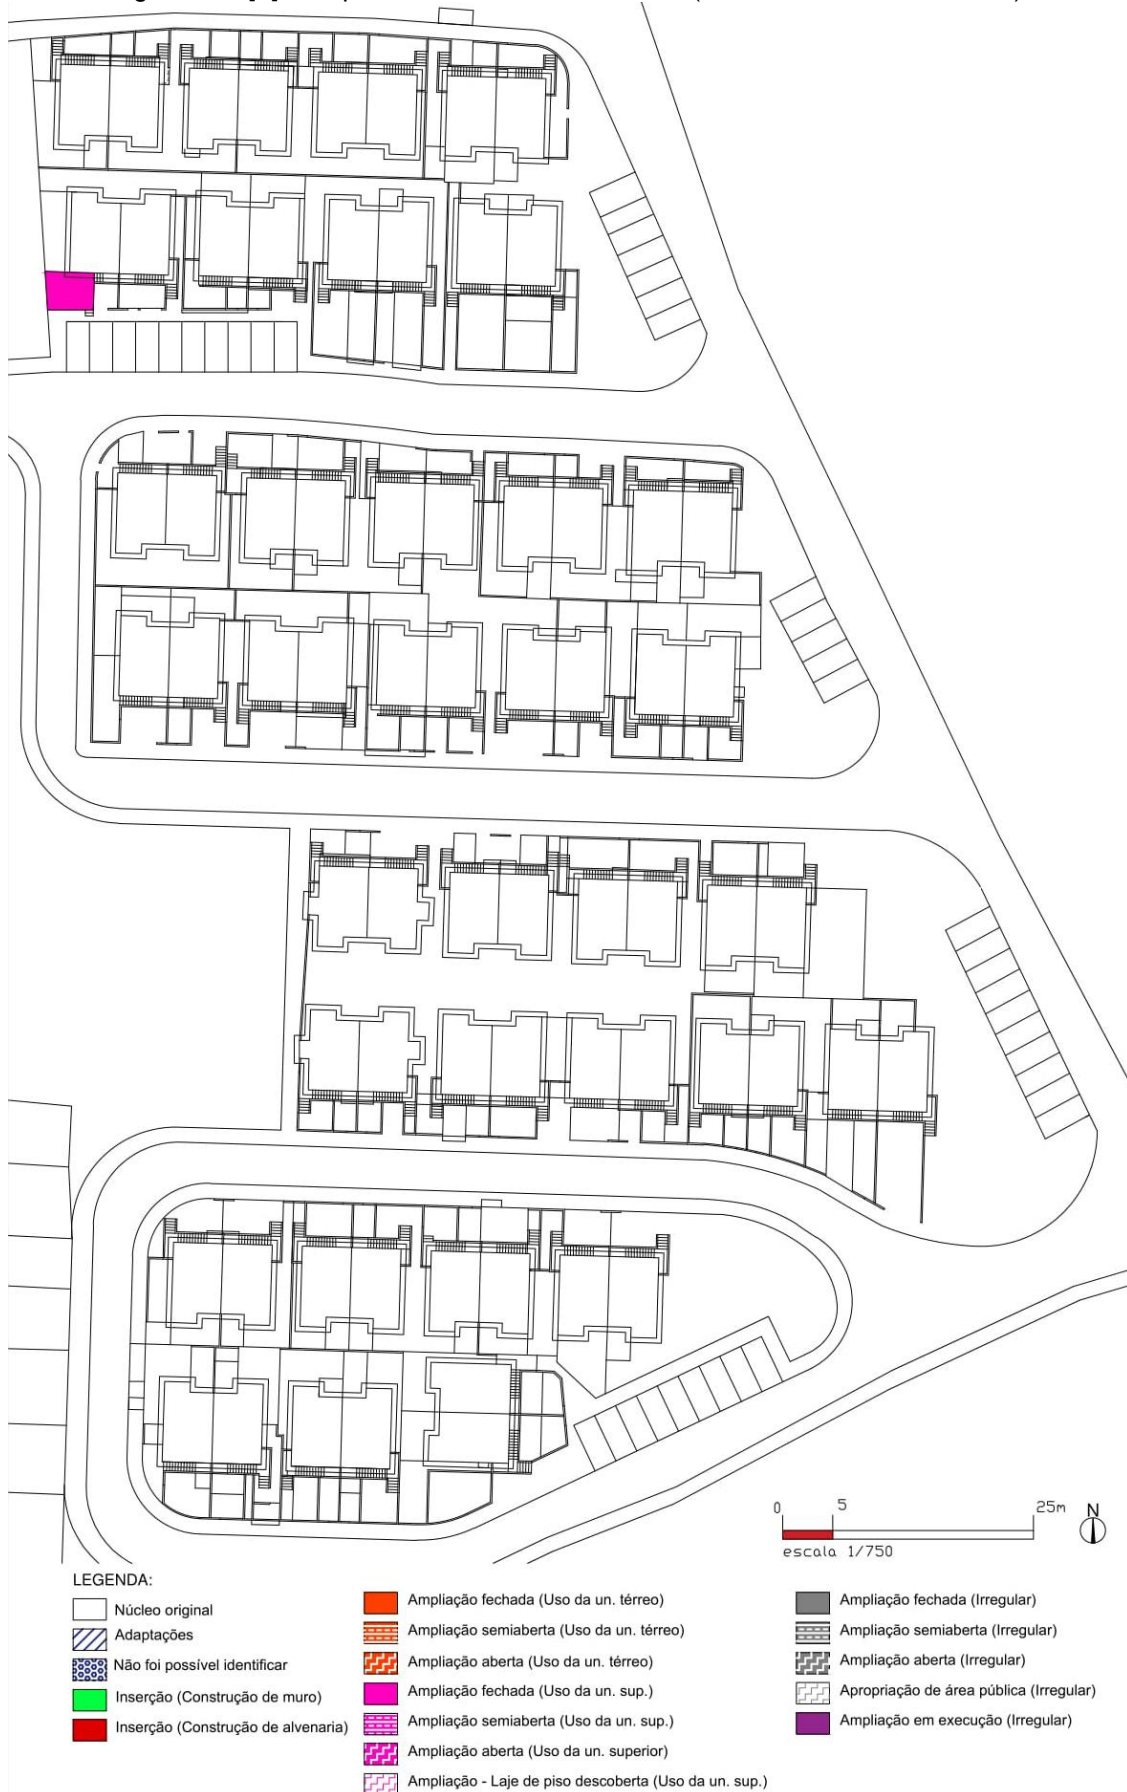 0 5 25m N
escala 1/750
LEGENDA:
Núcleo original
Adaptações
Não foi possível identificar
Inserção (Construção de muro)
Inserção (Construção de alvenaria)
Ampliação fechada (Uso da un. térreo)
Ampliação semiaberta (Uso da un. térreo)
Ampliação aberta (Uso da un. térreo)
Ampliação fechada (Uso da un. sup.)
Ampliação semiaberta (Uso da un. sup.)
Ampliação aberta (Uso da un. superior)
Ampliação - Laje de piso descoberta (Uso da un. sup.)
Ampliação fechada (Irregular)
Ampliação semiaberta (Irregular)
Ampliação aberta (Irregular)
Apropriação de área pública (Irregular)
Ampliação em execução (Irregular)